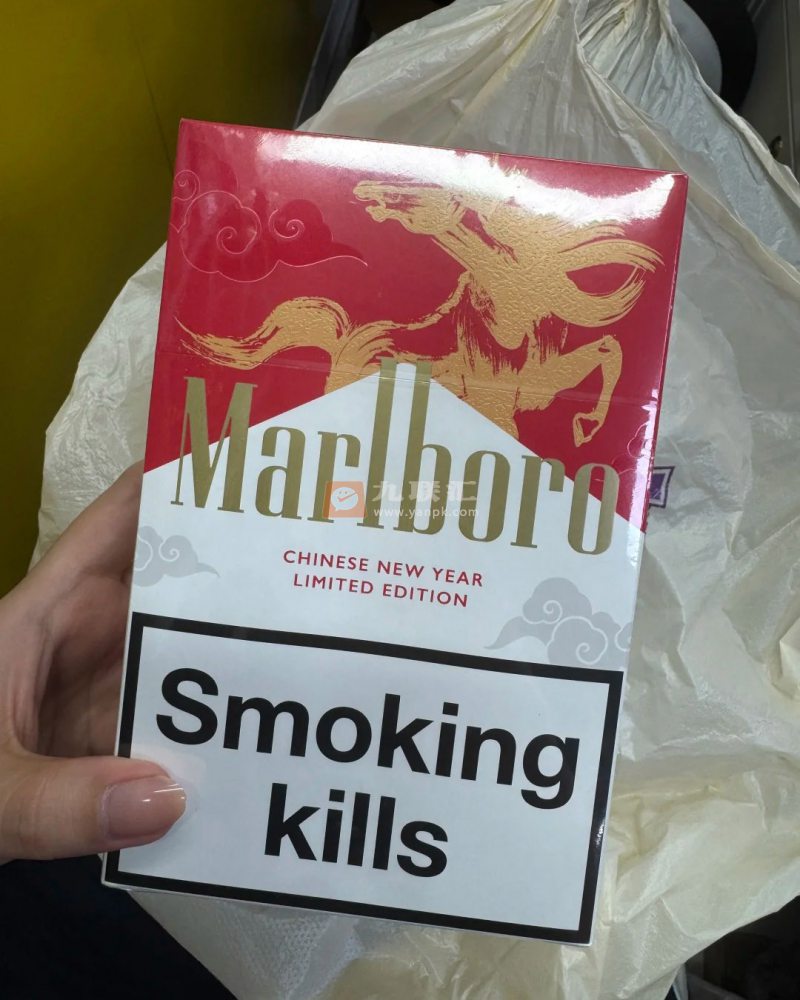 Marlboro
九联汇
www.yanpk.com
CHINESE NEW YEAR
LIMITED EDITION
Smoking
kills